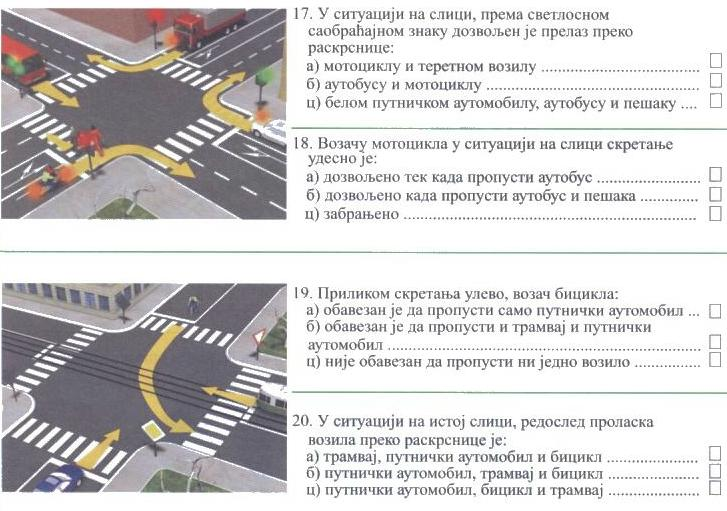 17. У ситуацији на слици, према светлосном
саобраћајном знаку дозвољен је прелаз преко
раскрснице:
а) мотоциклу и теретном возилу
б) аутобусу и мотоциклу
ц) белом путничком аутомобилу, аутобусу и пешаку ....
18. Возачу мотоцикла у ситуацији на слици скретање
удесно је:
а) дозвољено тек када пропусти аутобус
б) дозвољено када пропусти аутобус и пешака
ц) забрањено
19. Приликом скретања улево, возач бицикла:
а) обавезан је да пропусти само путнички аутомобил ...
б) обавезан је да пропусти и трамвај и путнички
аутомобил
ц) није обавезан да пропусти ни једно возило
20. У ситуацији на истој слици, редослед проласка
возила преко раскрснице је:
а) трамвај, путнички аутомобил и бицикл
б) путнички аутомобил, трамвај и бицикл
ц) путнички аутомобил, бицикл и трамвај